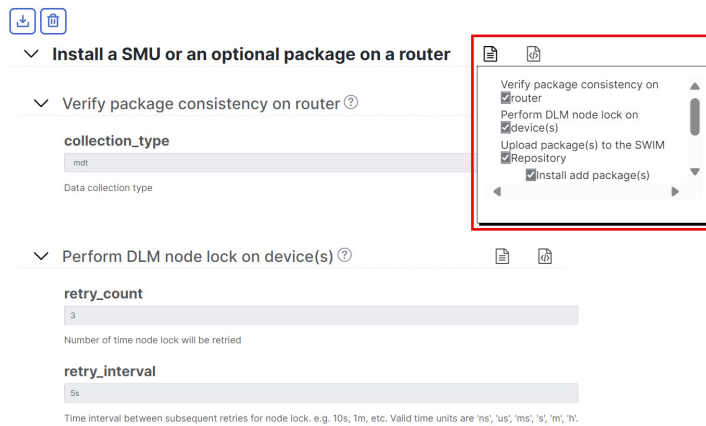 Install a SMU or an optional package on a router
Verify package consistency on
router
Perform DLM node lock on
device(s)
Upload package(s) to the SWIM
Repository
Install add package(s)
Verify package consistency on router
collection_type
mdt
Data collection type
Perform DLM node lock on device(s)
retry_count
3
Number of time node lock will be retried
retry_interval
5s
Time interval between subsequent retries for node lock. e.g. 10s, 1m, etc. Valid time units are 'ns', 'us', 'ms', 's', 'm', 'h'.